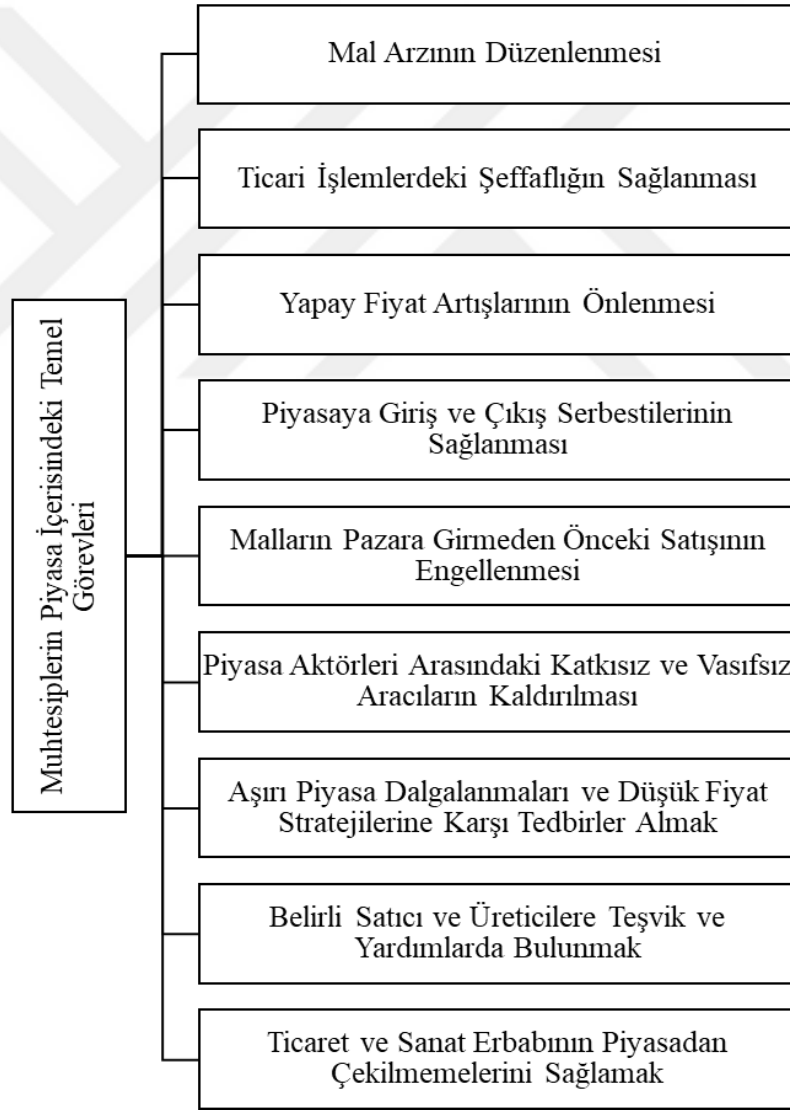 Muhtesiplerin Piyasa İçerisindeki Temel
Görevleri
Mal Arzının Düzenlenmesi
Ticari İşlemlerdeki Şeffaflığın Sağlanması
Yapay Fiyat Artışlarının Önlenmesi
Piyasaya Giriş ve Çıkış Serbestilerinin
Sağlanması
Malların Pazara Girmeden Önceki Satışının
Engellenmesi
Piyasa Aktörleri Arasındaki Katkısız ve Vasıfsız
Aracıların Kaldırılması
Aşırı Piyasa Dalgalanmaları ve Düşük Fiyat
Stratejilerine Karşı Tedbirler Almak
Belirli Satıcı ve Üreticilere Teşvik ve
Yardımlarda Bulunmak
Ticaret ve Sanat Erbabının Piyasadan
Çekilmemelerini Sağlamak